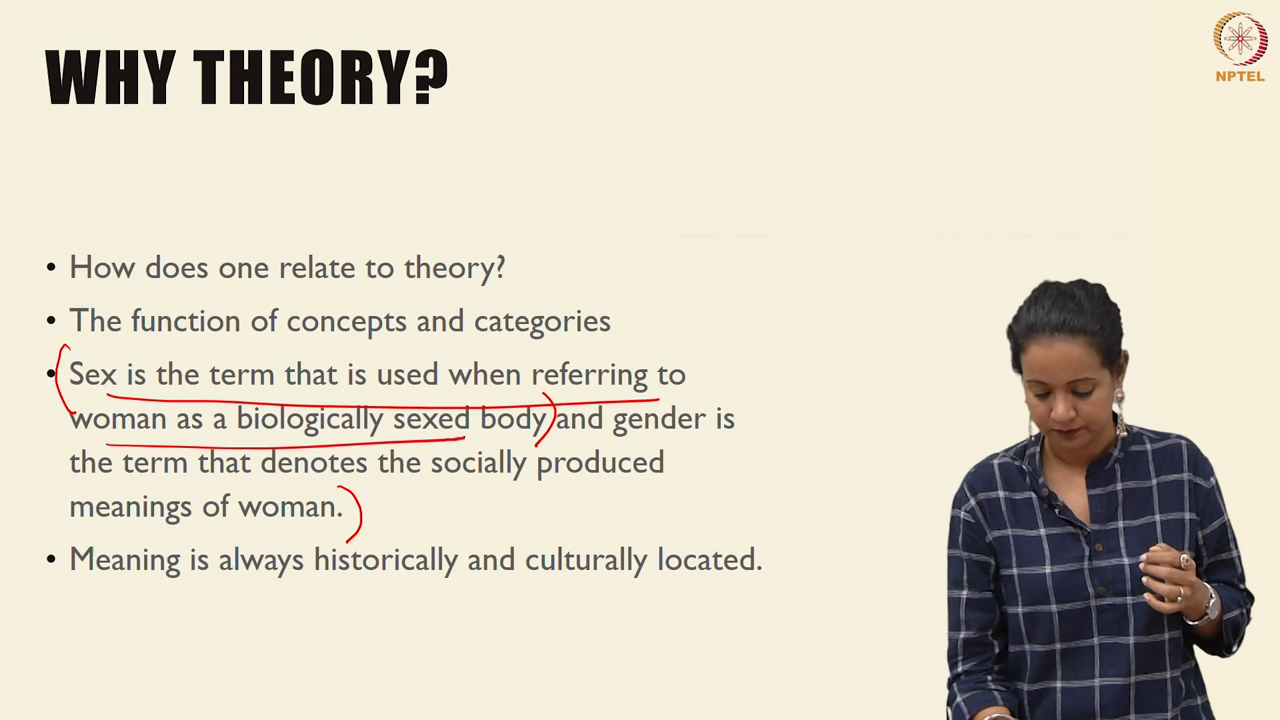 WHY THEORY?
NPTEL
• How does one relate to theory?
• The function of concepts and categories
• Sex is the term that is used when referring to
woman as a biologically sexed body and gender is
the term that denotes the socially produced
meanings of woman.
• Meaning is always historically and culturally located.